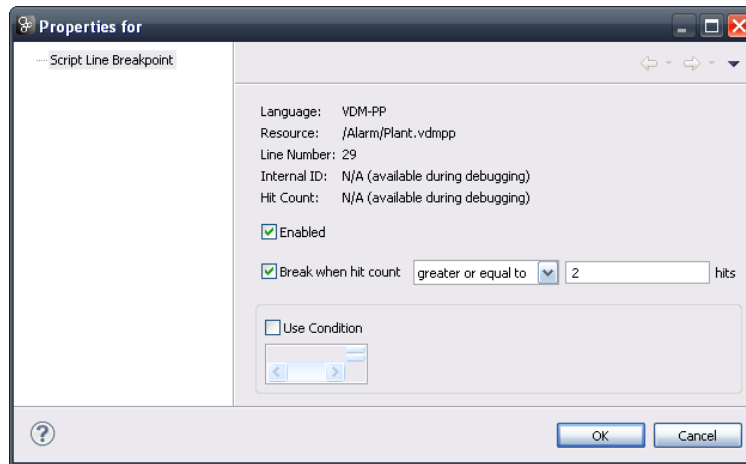 Properties for
Script Line Breakpoint
Language: VDM-PP
Resource: /Alarm/Plant.vdmpp
Line Number: 29
Internal ID: N/A (available during debugging)
Hit Count: N/A (available during debugging)
Enabled
Break when hit count greater or equal to 2 hits
Use Condition
? OK Cancel